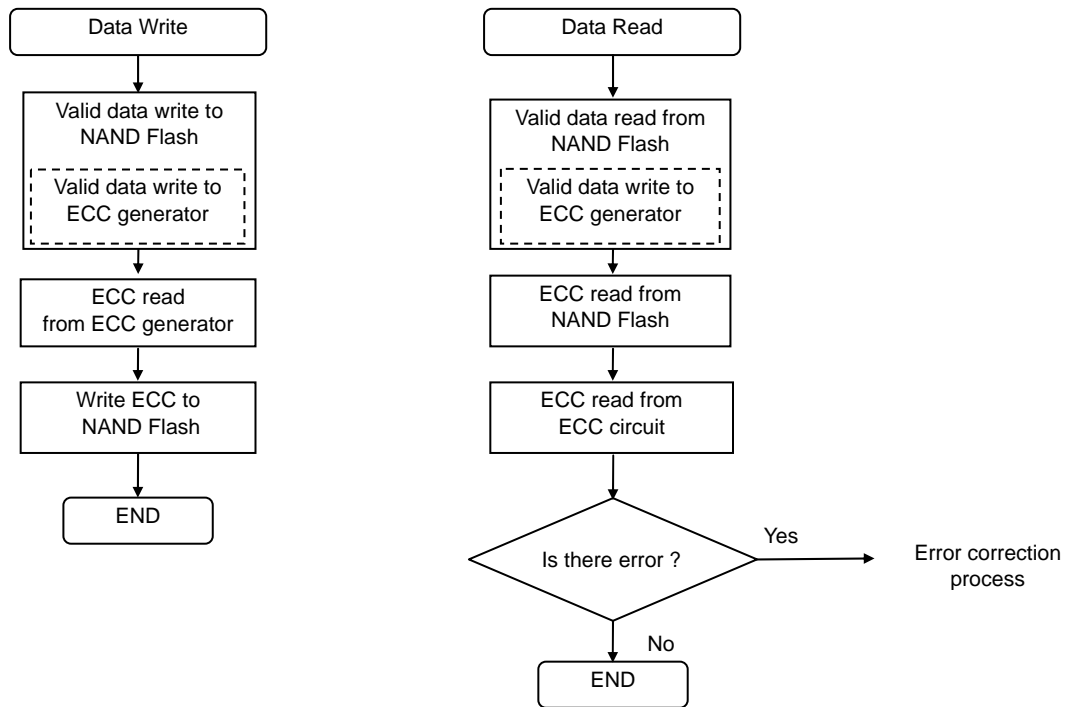 Data Write
Valid data write to
NAND Flash
Valid data write to
ECC generator
ECC read
from ECC generator
Write ECC to
NAND Flash
END
Data Read
Valid data read from
NAND Flash
Valid data write to
ECC generator
ECC read from
NAND Flash
ECC read from
ECC circuit
Is there error ?
Yes
Error correction
process
No
END